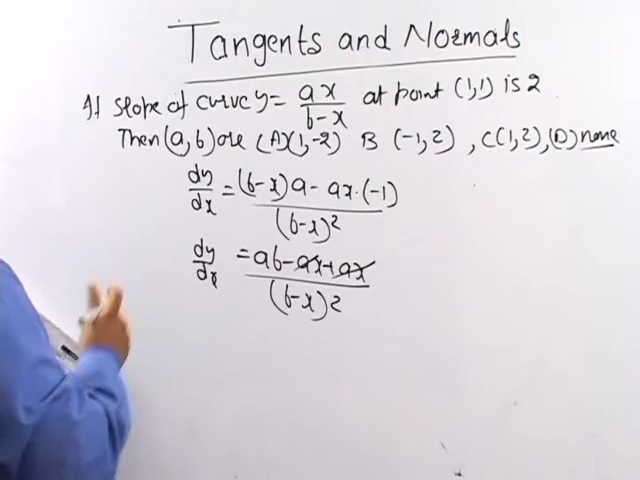 Tangents and Normals
If slope of curve y = ax/(b-x) at point (1,1) is 2
Then (a,b) are (A)(1,-2) B (-1,2), C(1,2), (D) none
dy/dx = ((b-x)a - ax·(-1))/(b-x)²
dy/dx = (ab-ax+ax)/(b-x)²